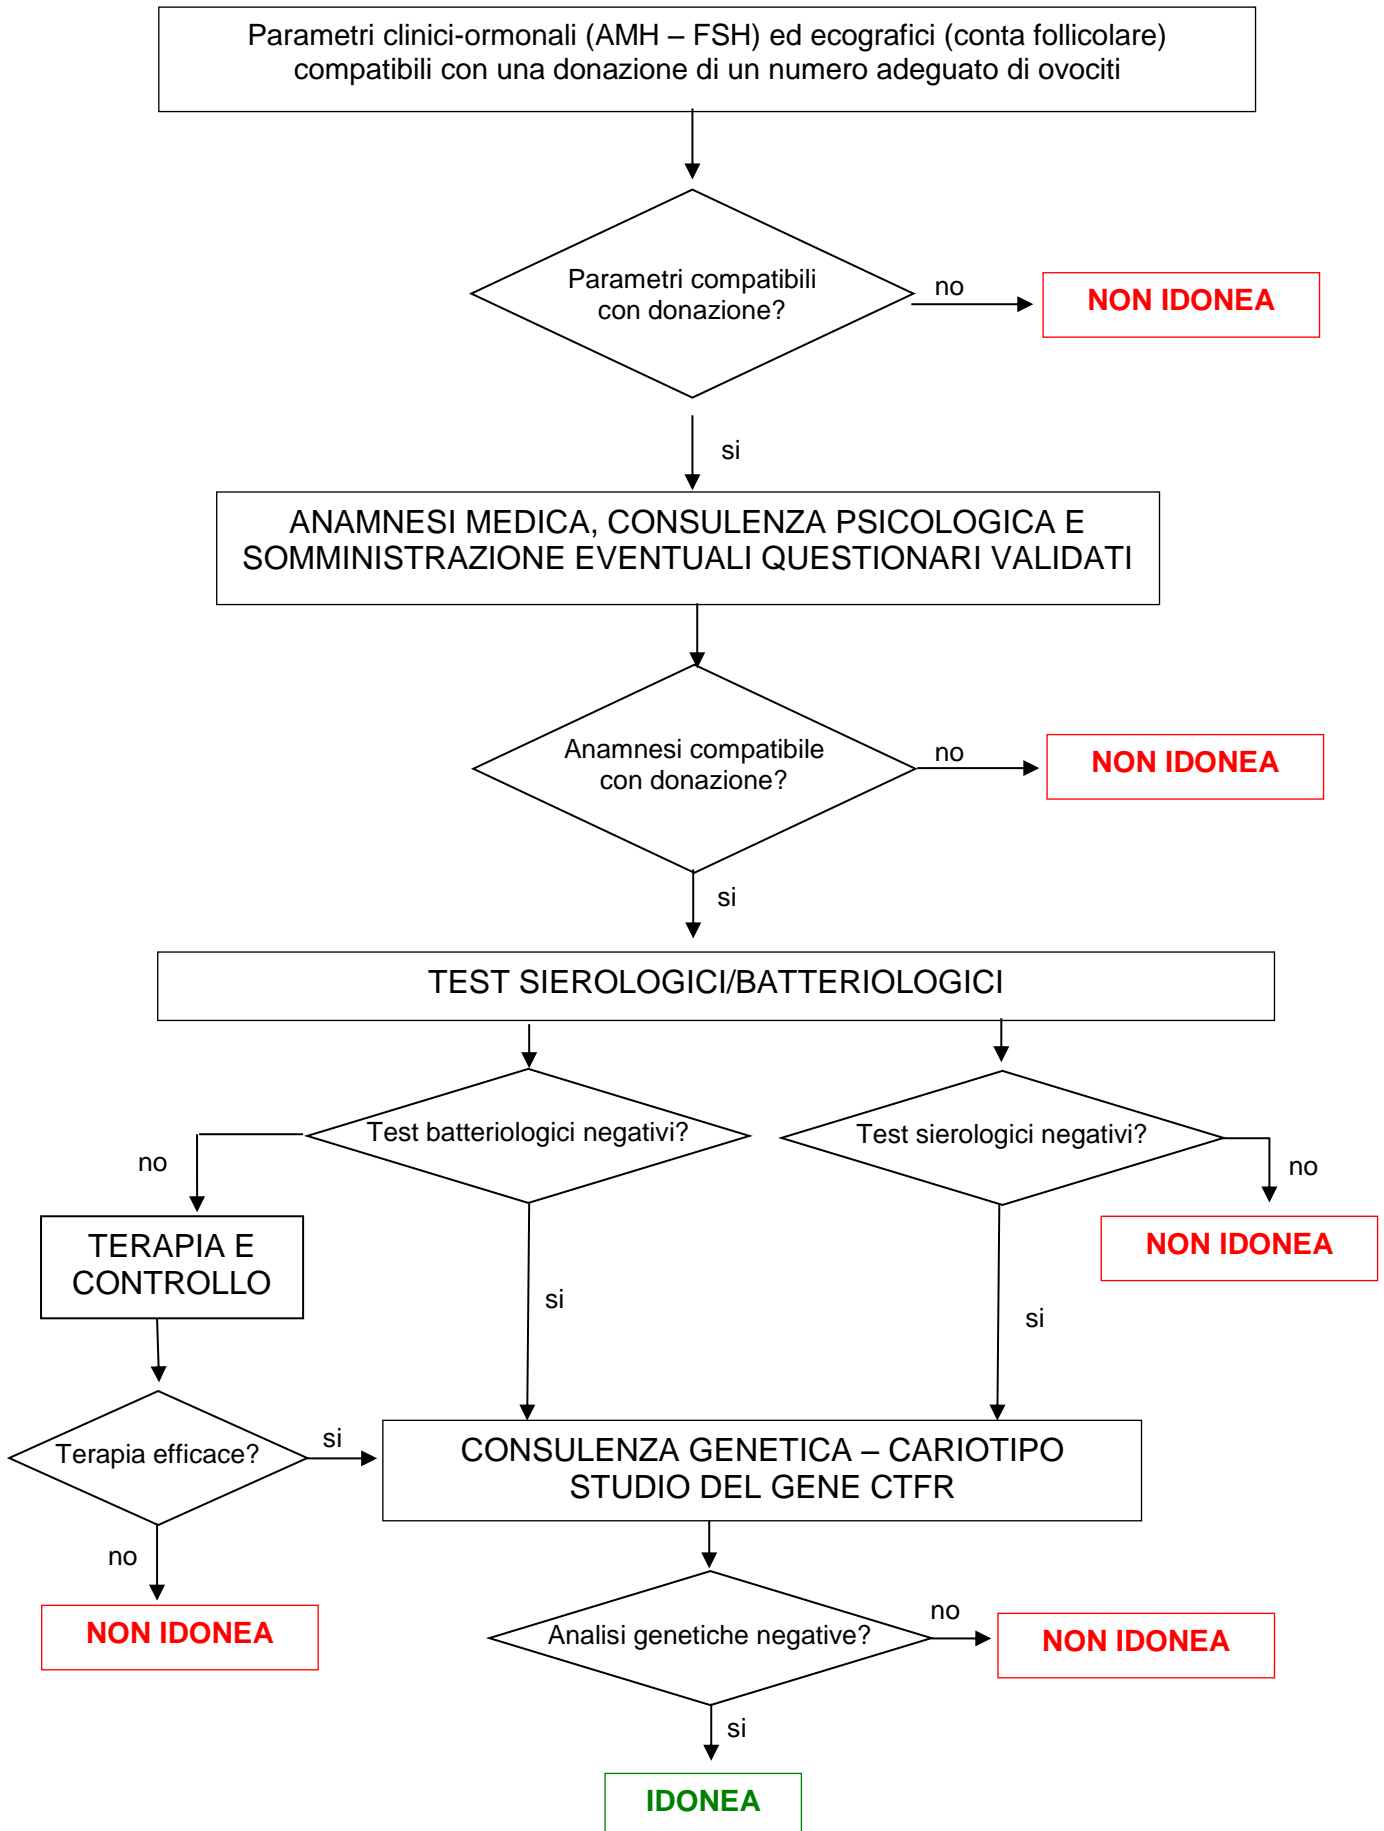 Parametri clinici-ormonali (AMH – FSH) ed ecografici (conta follicolare)
compatibili con una donazione di un numero adeguato di ovociti
Parametri compatibili
con donazione?
no
NON IDONEA
si
ANAMNESI MEDICA, CONSULENZA PSICOLOGICA E
SOMMINISTRAZIONE EVENTUALI QUESTIONARI VALIDATI
Anamnesi compatibile
con donazione?
no
NON IDONEA
si
TEST SIEROLOGICI/BATTERIOLOGICI
Test batteriologici negativi?
Test sierologici negativi?
no
no
TERAPIA E
CONTROLLO
NON IDONEA
si
si
Terapia efficace?
si
CONSULENZA GENETICA – CARIOTIPO
STUDIO DEL GENE CTFR
no
NON IDONEA
Analisi genetiche negative?
no
NON IDONEA
si
IDONEA